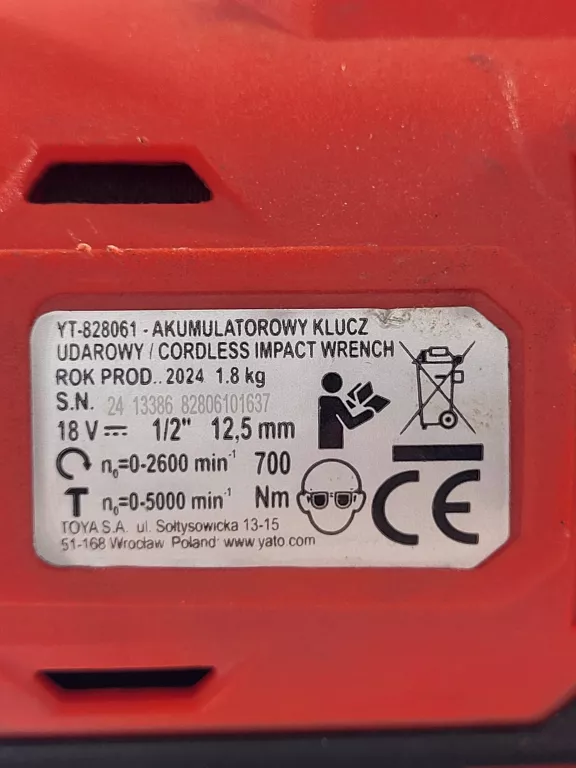 YT-828061 - AKUMULATOROWY KLUCZ
UDAROWY / CORDLESS IMPACT WRENCH
ROK PROD.. 2024 1.8 kg
S.N. 24 13386 82806101637
18 V⎓ 1/2" 12,5 mm
n₀=0-2600 min⁻¹ 700
n₀=0-5000 min⁻¹ Nm
TOYA S.A. ul. Sołtysowicka 13-15
51-168 Wrocław Poland; www.yato.com
CE